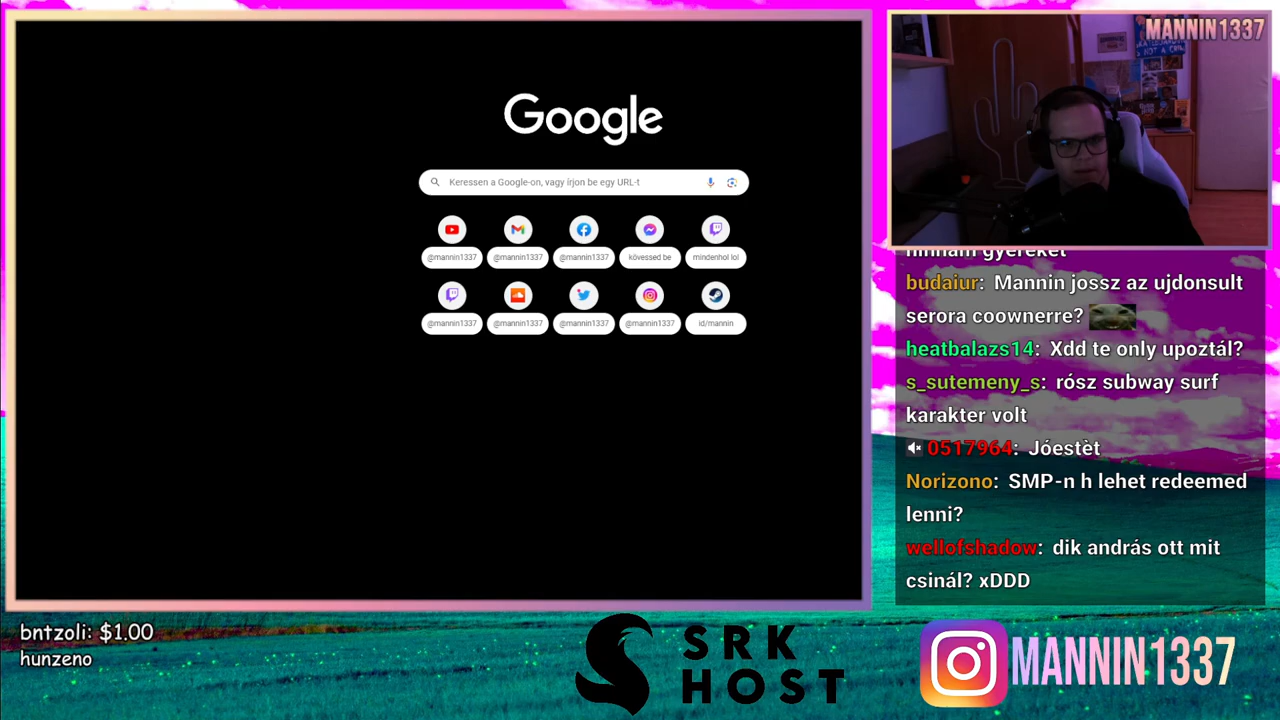 Google
Keressen a Google-on, vagy írjon be egy URL-t
@mannin1337
@mannin1337
@mannin1337
kövessed be
mindenhol lol
@mannin1337
@mannin1337
@mannin1337
@mannin1337
id/mannin
MANNIN1337
gyereket
budaiur: Mannin jossz az ujdonsult
serora coownerre?
heatbalazs14: Xdd te only upoztál?
s_sutemeny_s: rósz subway surf
karakter volt
0517964: Jóestèt
Norizono: SMP-n h lehet redeemed
lenni?
wellofshadow: dik andrás ott mit
csinál? xDDD
bntzoli: $1.00
hunzeno
SRK
HOST
MANNIN1337